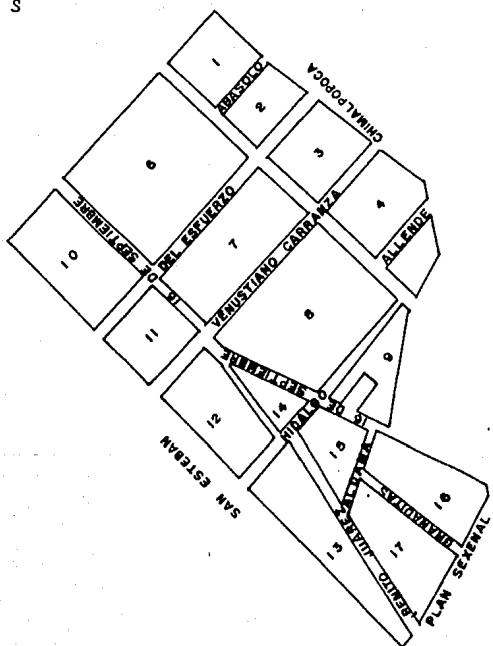 S
1
ABASOLO
2
CHIMALPOPOCA
3
6
4
ALLENDE
10
16 DE SEPTIEMBRE
DEL ESFUERZO
7
VENUSTIANO CARRANZA
8
11
9
16 DE SEPTIEMBRE
12
14
HIDALGO
15
SAN ESTEBAN
ALDAMA
16
GRANADITAS
13
BENITO JUAREZ
17
PLAN SEXENAL